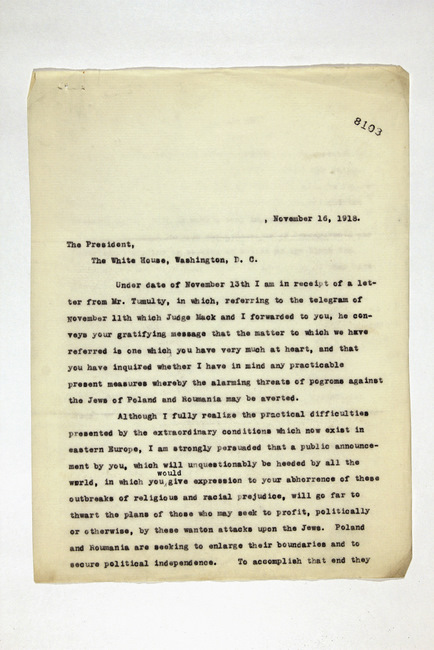 8103
, November 16, 1918.
The President,
The White House, Washington, D. C.
Under date of November 13th I am in receipt of a let-
ter from Mr. Tumulty, in which, referring to the telegram of
November 11th which Judge Mack and I forwarded to you, he con-
veys your gratifying message that the matter to which we have
referred is one which you have very much at heart, and that
you have inquired whether I have in mind any practicable
present measures whereby the alarming threats of pogroms against
the Jews of Poland and Roumania may be averted.
Although I fully realize the practical difficulties
presented by the extraordinary conditions which now exist in
eastern Europe, I am strongly persuaded that a public announce-
ment by you, which will unquestionably be heeded by all the
would
world, in which you give expression to your abhorrence of these
outbreaks of religious and racial prejudice, will go far to
thwart the plans of those who may seek to profit, politically
or otherwise, by these wanton attacks upon the Jews. Poland
and Roumania are seeking to enlarge their boundaries and to
secure political independence. To accomplish that end they